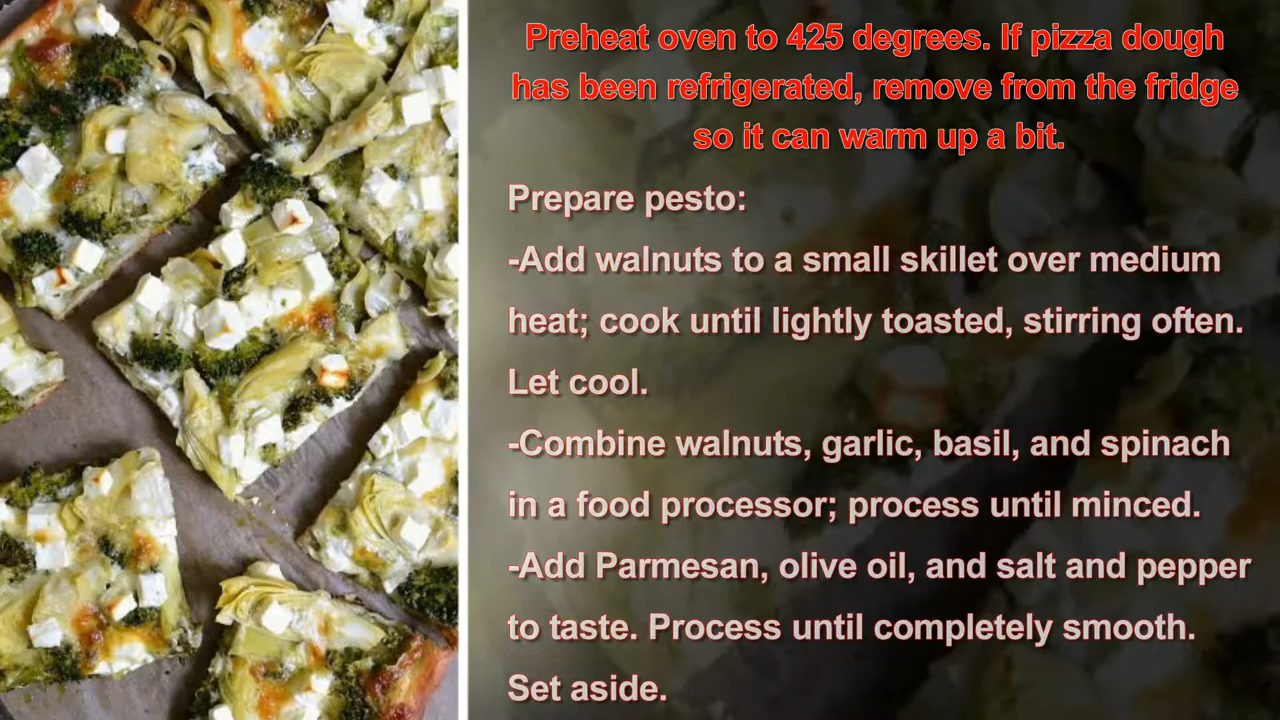 Preheat oven to 425 degrees. If pizza dough
has been refrigerated, remove from the fridge
so it can warm up a bit.
Prepare pesto:
-Add walnuts to a small skillet over medium
heat; cook until lightly toasted, stirring often.
Let cool.
-Combine walnuts, garlic, basil, and spinach
in a food processor; process until minced.
-Add Parmesan, olive oil, and salt and pepper
to taste. Process until completely smooth.
Set aside.